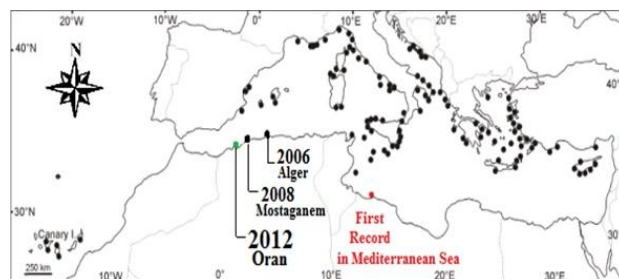 20°W
10°W
0°
10°E
20°E
30°E
40°N
40°
N
2006
Alger
2008
Mostaganem
2012
Oran
First
Record
in Mediterranean Sea
30°N
30°
Canary I.
250 km
20°W
10°W
0°
10°E
20°E
30°E